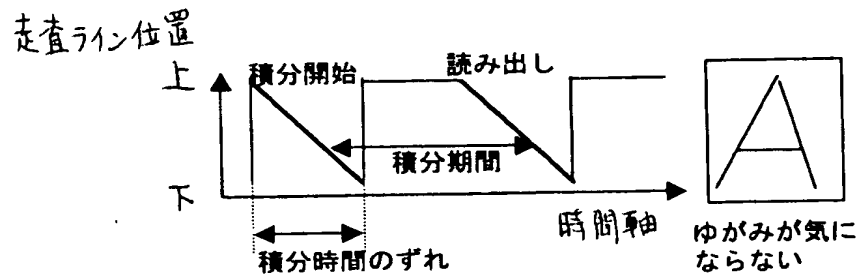 走査ライン位置
上
積分開始
読み出し
積分期間
下
時間軸
積分時間のずれ
A
ゆがみが気に
ならない